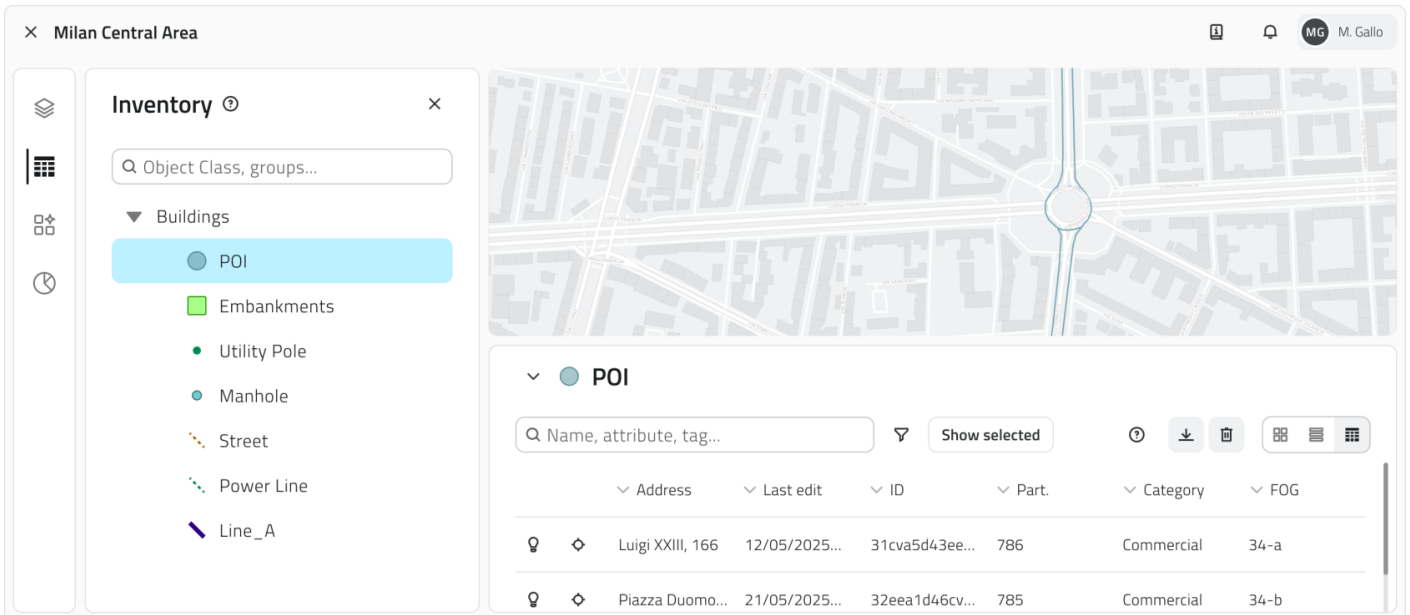 Milan Central Area
MG M. Gallo
Inventory
Object Class, groups...
Buildings
POI
Embankments
Utility Pole
Manhole
Street
Power Line
Line_A
POI
Name, attribute, tag...
Show selected
Address Last edit ID Part. Category FOG
Luigi XXIII, 166 12/05/2025... 31cva5d43ee... 786 Commercial 34-a
Piazza Duomo... 21/05/2025... 32eea1d46cv... 785 Commercial 34-b